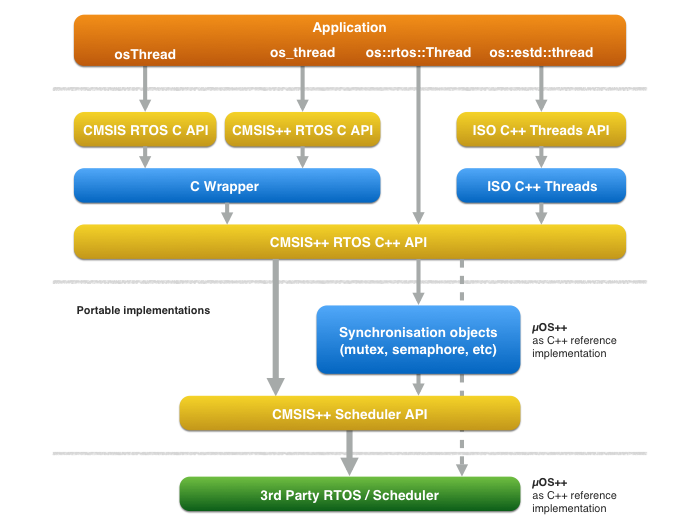 Application
osThread
os_thread
os::rtos::Thread
os::estd::thread
CMSIS RTOS C API
CMSIS++ RTOS C API
ISO C++ Threads API
C Wrapper
ISO C++ Threads
CMSIS++ RTOS C++ API
Portable implementations
Synchronisation objects
(mutex, semaphore, etc)
µOS++
as C++ reference
implementation
CMSIS++ Scheduler API
3rd Party RTOS / Scheduler
µOS++
as C++ reference
implementation